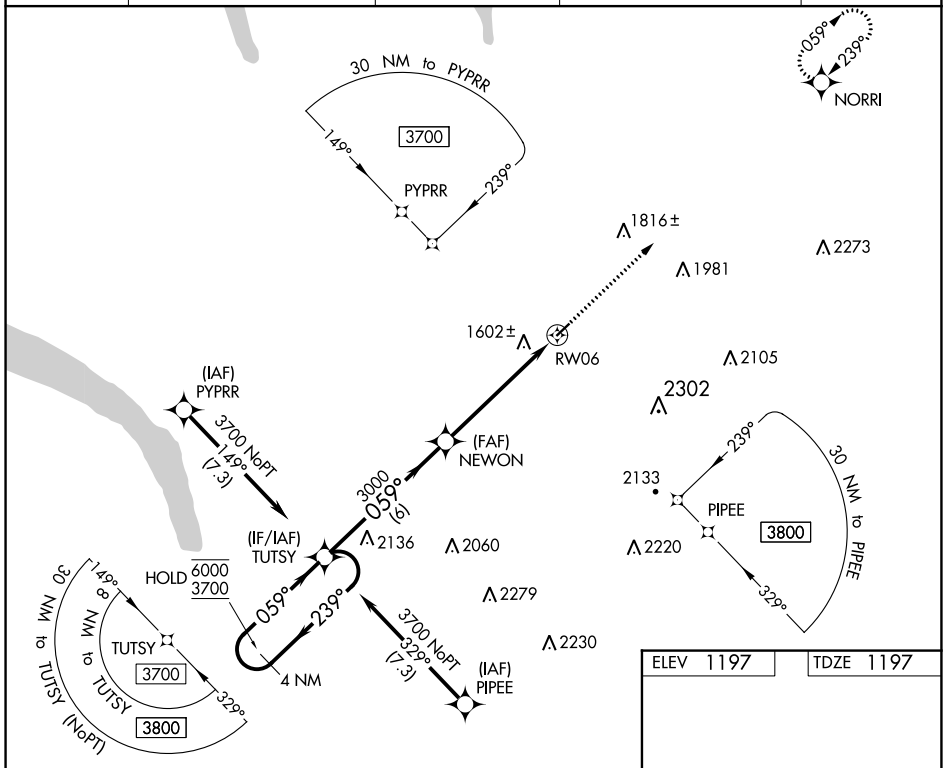 059°
239°
NORRI
30 NM to PYPRR
3700
149°
239°
PYPRR
1816±
1981
2273
1602±
RW06
2105
2302
(IAF)
PYPRR
3700 NoPT
149°
(7.3)
(FAF)
NEWON
3000
059°
(6)
239°
2133
PIPEE
3800
30 NM to PIPEE
329°
(IF/IAF)
TUTSY
2136
2060
2220
HOLD
6000
3700
059°
239°
4 NM
2279
2230
3700 NoPT
329°
(7.3)
(IAF)
PIPEE
149°
TUTSY
3700
8 NM to TUTSY
329°
3800
30 NM to TUTSY (NoPT)
ELEV 1197
TDZE 1197